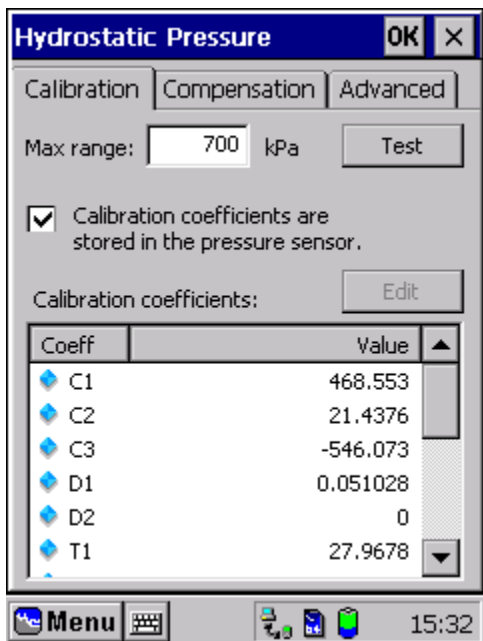 Hydrostatic Pressure OK
Calibration Compensation Advanced
Max range: 700 kPa Test
Calibration coefficients are
stored in the pressure sensor.
Calibration coefficients: Edit
Coeff Value
C1 468.553
C2 21.4376
C3 -546.073
D1 0.051028
D2 0
T1 27.9678
Menu 15:32